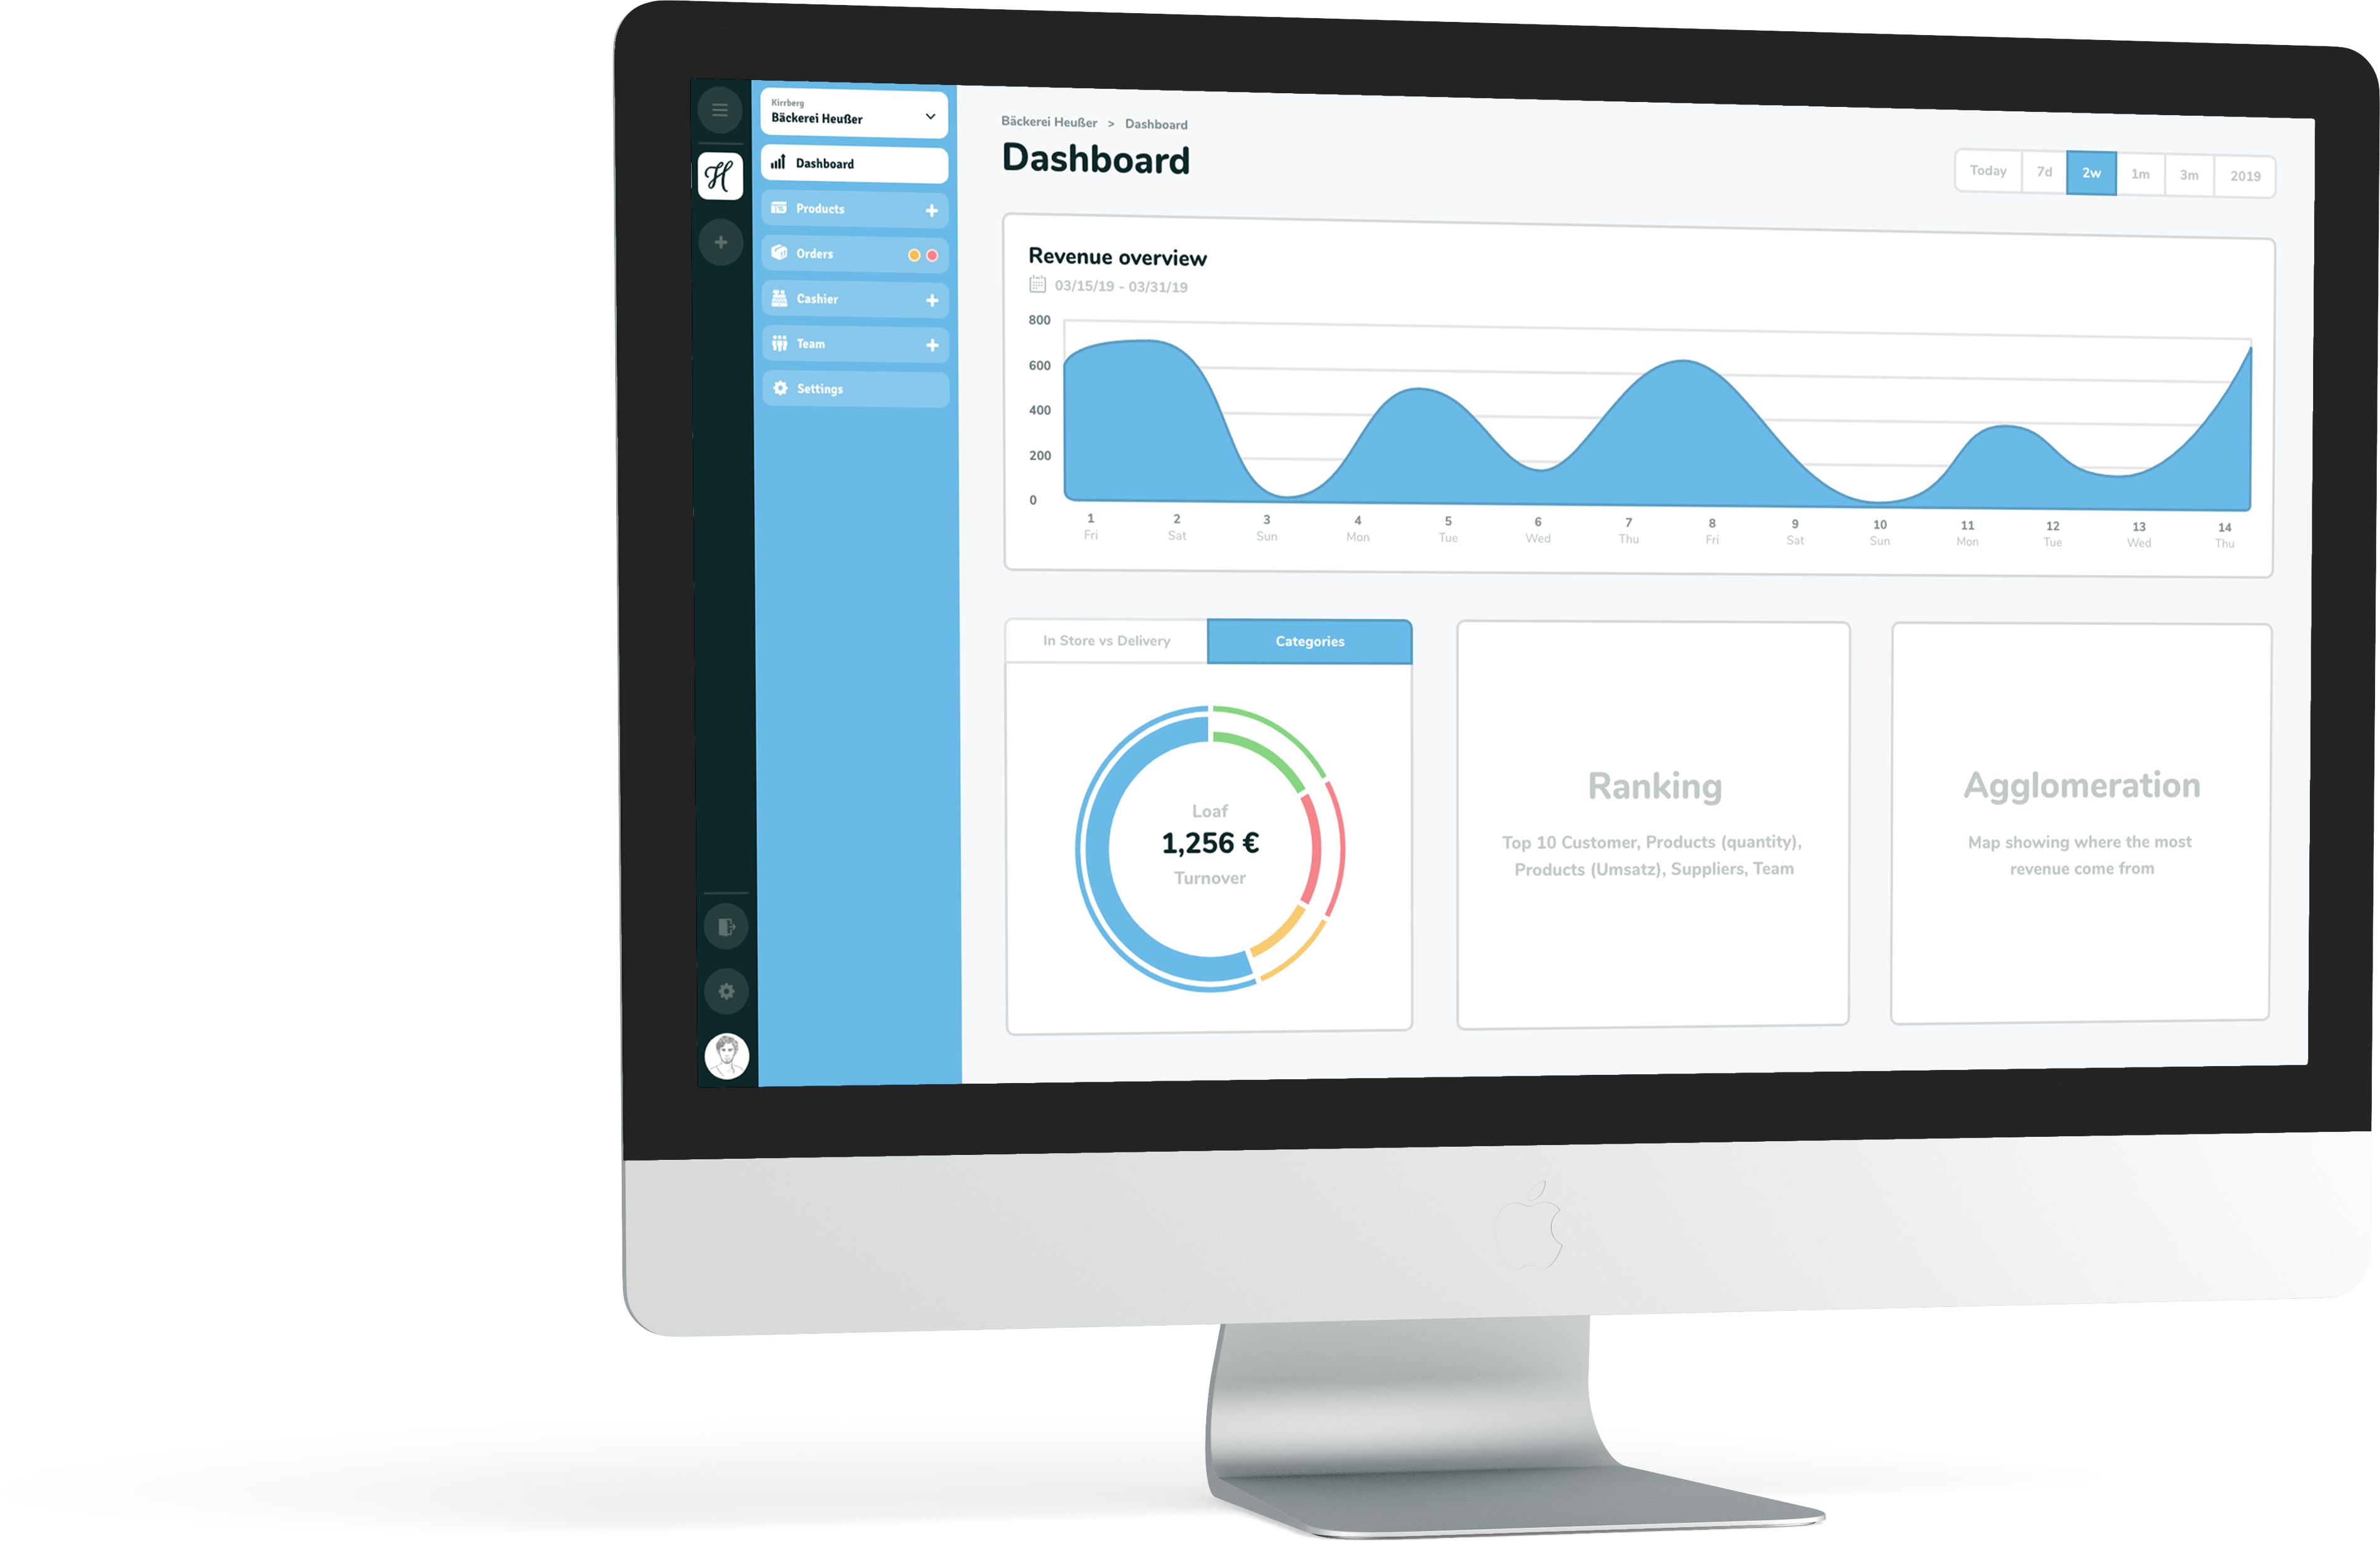 Kirrberg
Bäckerei Heußer
Dashboard
Products
Orders
Cashier
Team
Settings
Bäckerei Heußer > Dashboard
Dashboard
Today 7d 2w 1m 3m 2019
Revenue overview
03/15/19 - 03/31/19
800
600
400
200
0
1 2 3 4 5 6 7 8 9 10 11 12 13 14
Fri Sat Sun Mon Tue Wed Thu Fri Sat Sun Mon Tue Wed Thu
In Store vs Delivery Categories
Loaf
1,256 €
Turnover
Ranking
Top 10 Customer, Products (quantity),
Products (Umsatz), Suppliers, Team
Agglomeration
Map showing where the most
revenue come from